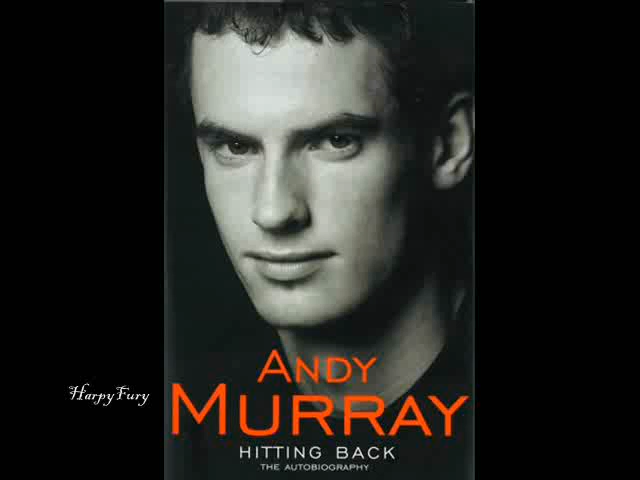 ANDY
MURRAY
HITTING BACK
THE AUTOBIOGRAPHY
HarpyFury